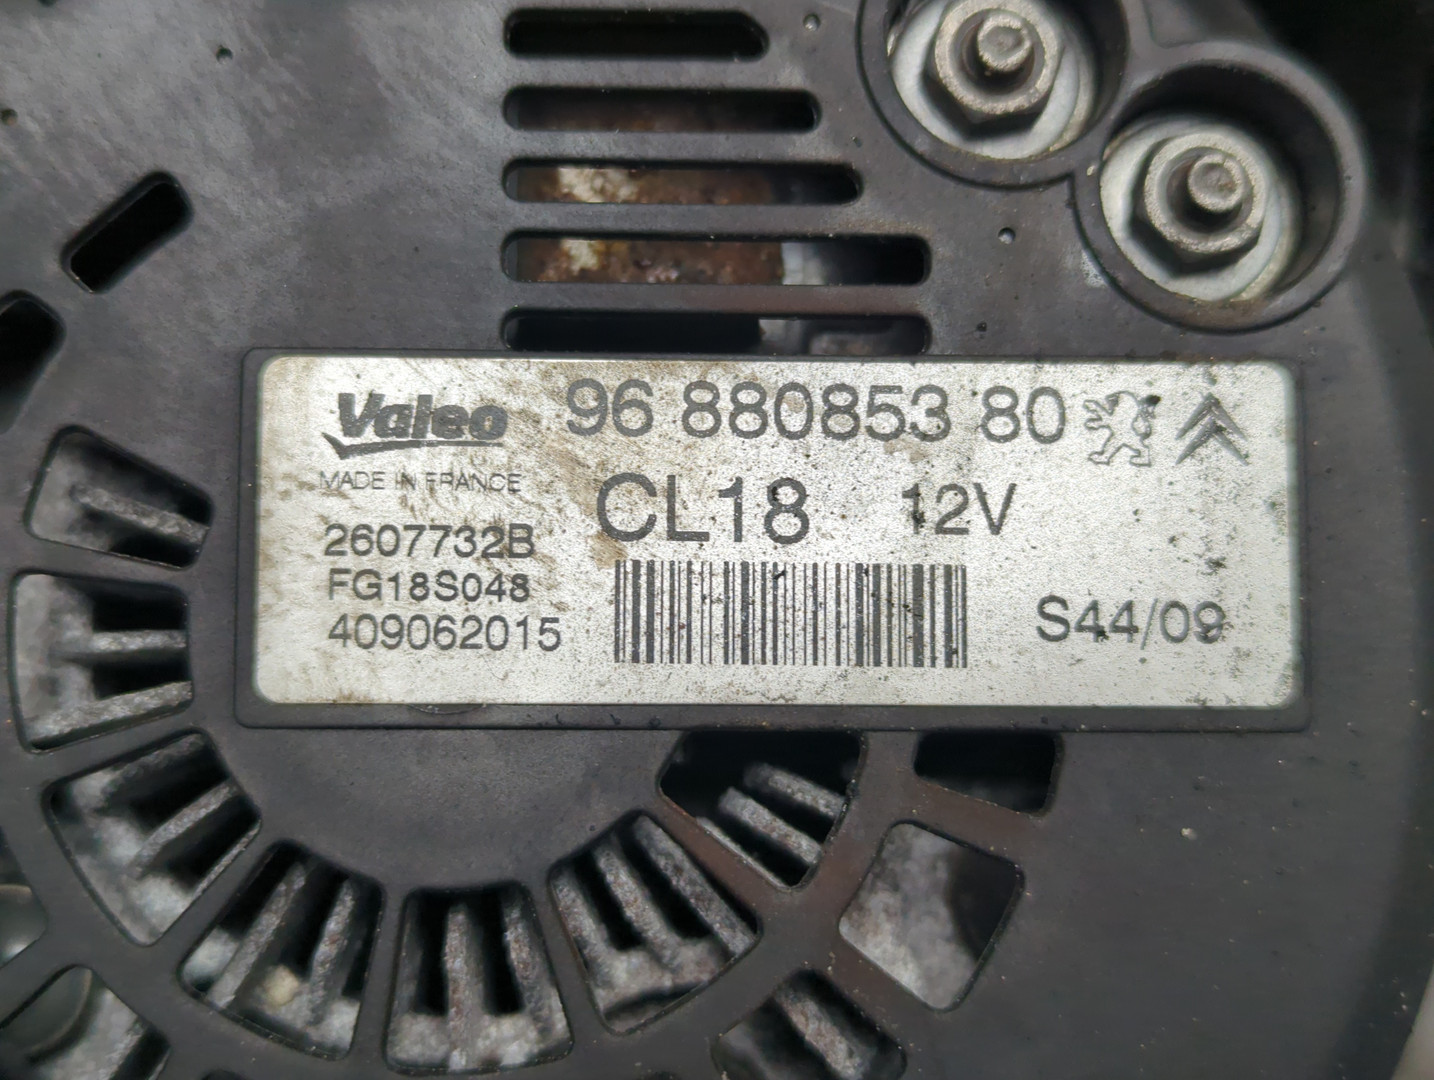 Valeo 96 880853 80
MADE IN FRANCE
CL18 12V
2607732B
FG18S048
409062015
S44/09